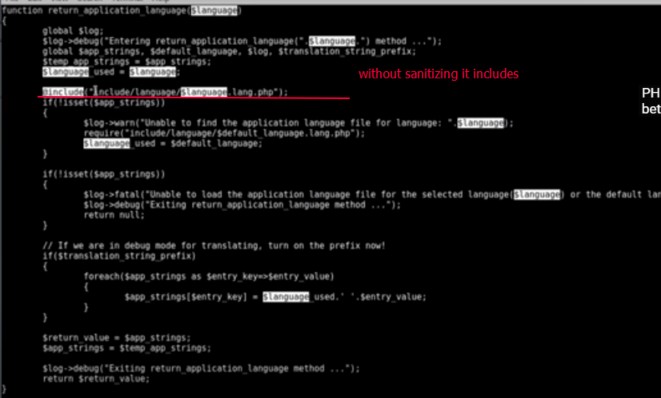 function return_application_language($language)
{
global $log;
$log->debug("Entering return_application_language(".$language.") method ...");
global $app_strings, $default_language, $log, $translation_string_prefix;
$temp_app_strings = $app_strings;
$language_used = $language;
without sanitizing it includes
@include("include/language/$language.lang.php");
PH
if(!isset($app_strings))
bet
{
$log->warn("Unable to find the application language file for language: ".$language);
require("include/language/$default_language.lang.php");
$language_used = $default_language;
}
if(!isset($app_strings))
{
$log->fatal("Unable to load the application language file for the selected language($language) or the default lan
$log->debug("Exiting return_application_language method ...");
return null;
}
// If we are in debug mode for translating, turn on the prefix now!
if($translation_string_prefix)
{
foreach($app_strings as $entry_key=>$entry_value)
{
$app_strings[$entry_key] = $language_used.' '.$entry_value;
}
}
$return_value = $app_strings;
$app_strings = $temp_app_strings;
$log->debug("Exiting return_application_language method ...");
return $return_value;
}